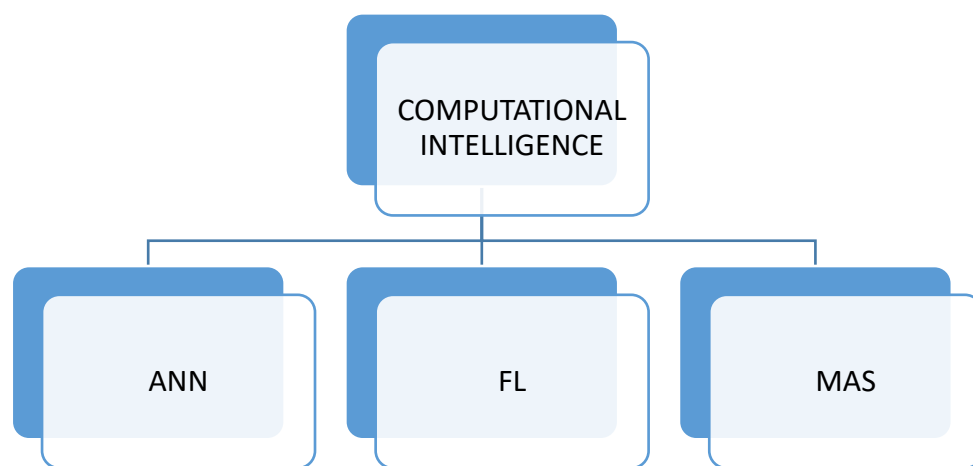 COMPUTATIONAL
INTELLIGENCE
ANN
FL
MAS